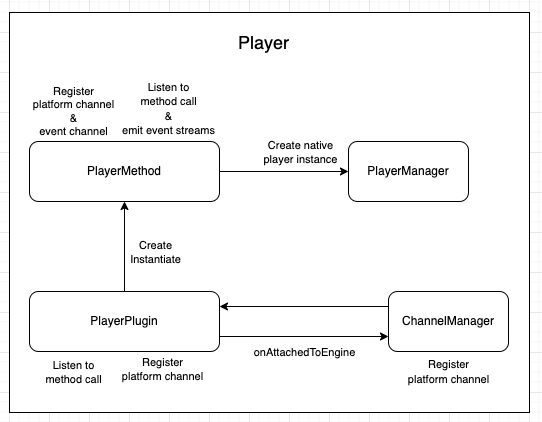 Player
Register
platform channel
&
event channel
Listen to
method call
&
emit event streams
PlayerMethod
Create native
player instance
PlayerManager
Create
Instantiate
PlayerPlugin
ChannelManager
onAttachedToEngine
Listen to
method call
Register
platform channel
Register
platform channel